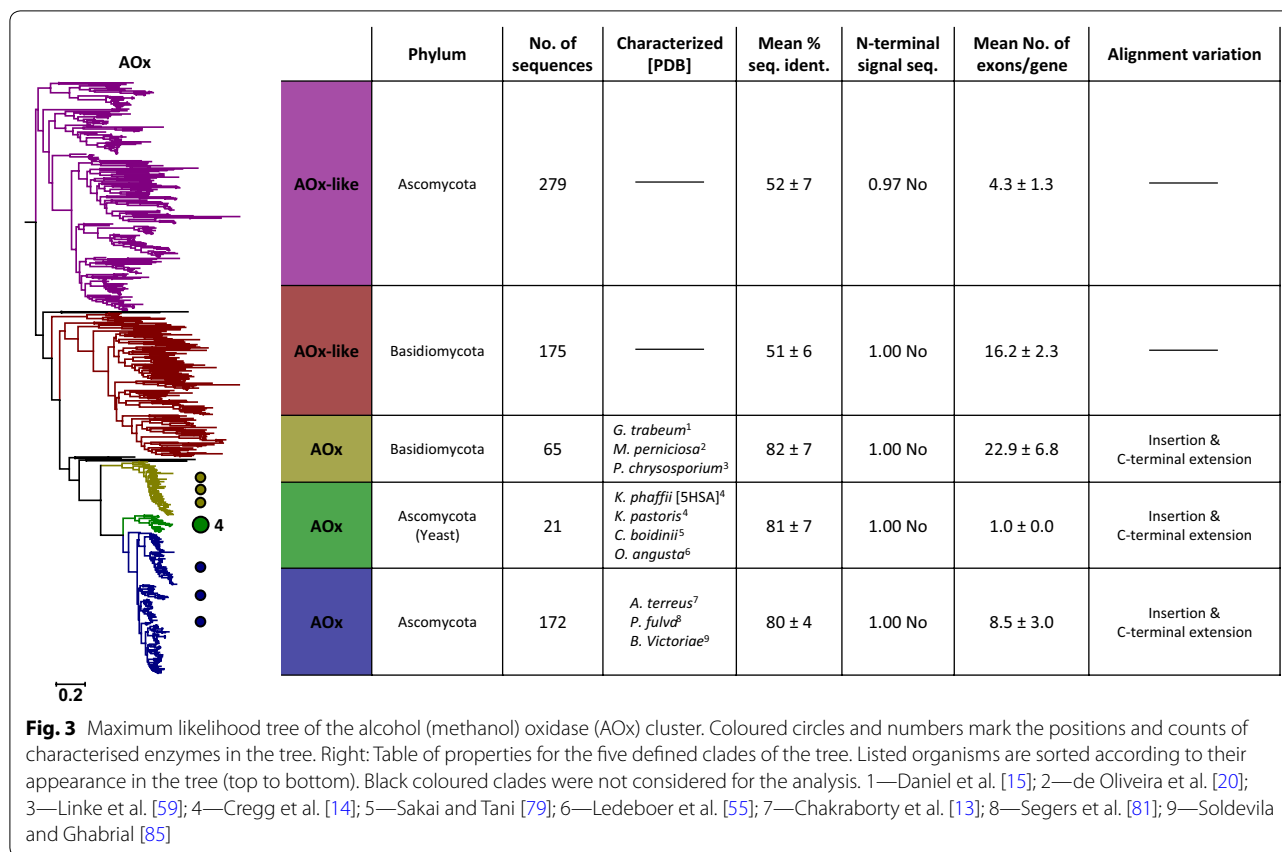 AOx
Phylum
No. of sequences
Characterized [PDB]
Mean % seq. ident.
N-terminal signal seq.
Mean No. of exons/gene
Alignment variation
AOx-like
Ascomycota
279
52 ± 7
0.97 No
4.3 ± 1.3
AOx-like
Basidiomycota
175
51 ± 6
1.00 No
16.2 ± 2.3
AOx
Basidiomycota
65
G. trabeum¹
M. perniciosa²
P. chrysosporium³
82 ± 7
1.00 No
22.9 ± 6.8
Insertion &
C-terminal extension
4
AOx
Ascomycota
(Yeast)
21
K. phaffii [5HSA]⁴
K. pastoris⁴
C. boidinii⁵
O. angusta⁶
81 ± 7
1.00 No
1.0 ± 0.0
Insertion &
C-terminal extension
AOx
Ascomycota
172
A. terreus⁷
P. fulva⁸
B. Victoriae⁹
80 ± 4
1.00 No
8.5 ± 3.0
Insertion &
C-terminal extension
0.2
Fig. 3 Maximum likelihood tree of the alcohol (methanol) oxidase (AOx) cluster. Coloured circles and numbers mark the positions and counts of
characterised enzymes in the tree. Right: Table of properties for the five defined clades of the tree. Listed organisms are sorted according to their
appearance in the tree (top to bottom). Black coloured clades were not considered for the analysis. 1—Daniel et al. [15]; 2—de Oliveira et al. [20];
3—Linke et al. [59]; 4—Cregg et al. [14]; 5—Sakai and Tani [79]; 6—Ledeboer et al. [55]; 7—Chakraborty et al. [13]; 8—Segers et al. [81]; 9—Soldevila
and Ghabrial [85]